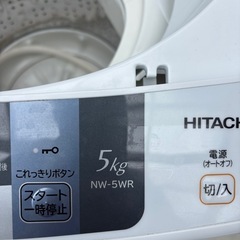 HITACH
5kg
NW-5WR
これっきりボタン
スタート
一時停止
後
電源
(オートオフ)
切/入